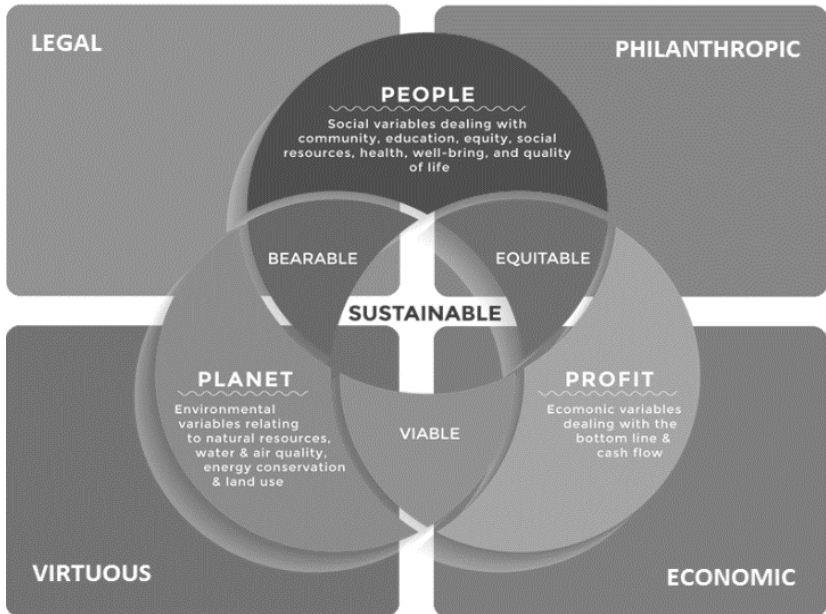 LEGAL
PHILANTHROPIC
PEOPLE
Social variables dealing with
community, education, equity, social
resources, health, well-bring, and quality
of life
BEARABLE
EQUITABLE
SUSTAINABLE
PLANET
Environmental
variables relating
to natural resources,
water & air quality,
energy conservation
& land use
VIABLE
PROFIT
Ecomonic variables
dealing with the
bottom line &
cash flow
VIRTUOUS
ECONOMIC